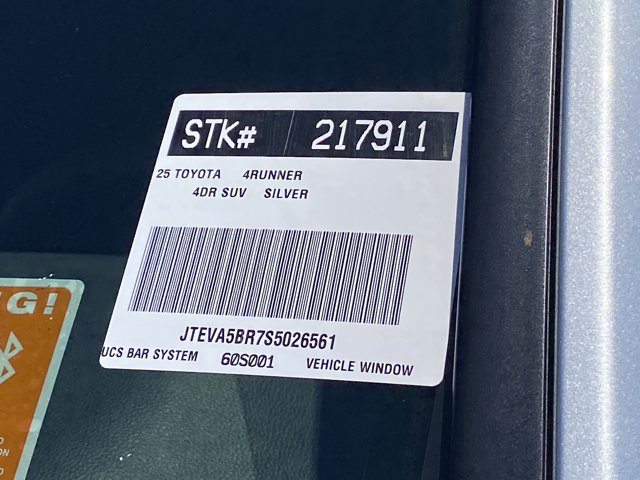 STK# 217911
25 TOYOTA 4RUNNER
4DR SUV SILVER
JTEVA5BR7S5026561
UCS BAR SYSTEM 60S001 VEHICLE WINDOW
G!